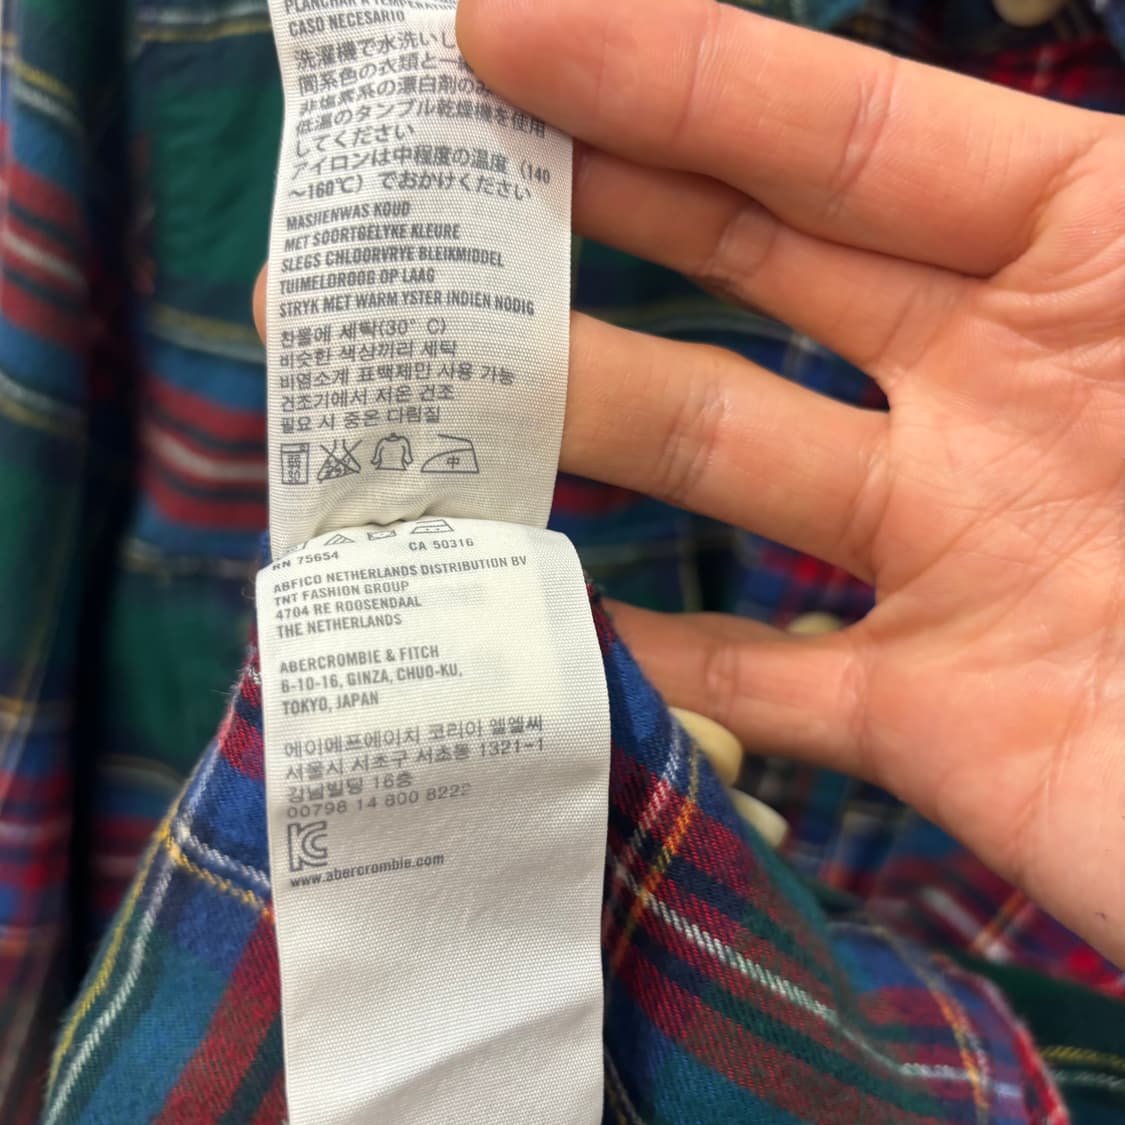 PLANCHAR A
CASO NECESARIO
洗濯機で水洗いし
同系色の衣類と一
非塩素系の漂白剤の
低温のタンブル乾燥機を使用
してください
アイロンは中程度の温度（140
〜160℃）でおかけください
MASHIENWAS KOUD
MET SOORTGELYKE KLEURE
SLEGS CHLOORVRYE BLEIKMIDDEL
TUIMELDROOG OP LAAG
STRYK MET WARM YSTER INDIEN NODIG
찬물에 세탁(30° C)
비슷한 색상끼리 세탁
비염소계 표백제만 사용 가능
건조기에서 저온 건조
필요 시 중온 다림질
中
RN 75654 CA 50316
ABFICO NETHERLANDS DISTRIBUTION BV
TNT FASHION GROUP
4704 RE ROOSENDAAL
THE NETHERLANDS
ABERCROMBIE & FITCH
6-10-16, GINZA, CHUO-KU,
TOKYO, JAPAN
에이에프에이치 코리아 엘엘씨
서울시 서초구 서초동 1321-1
강남빌딩 16층
00798 14 800 8222
www.abercrombie.com